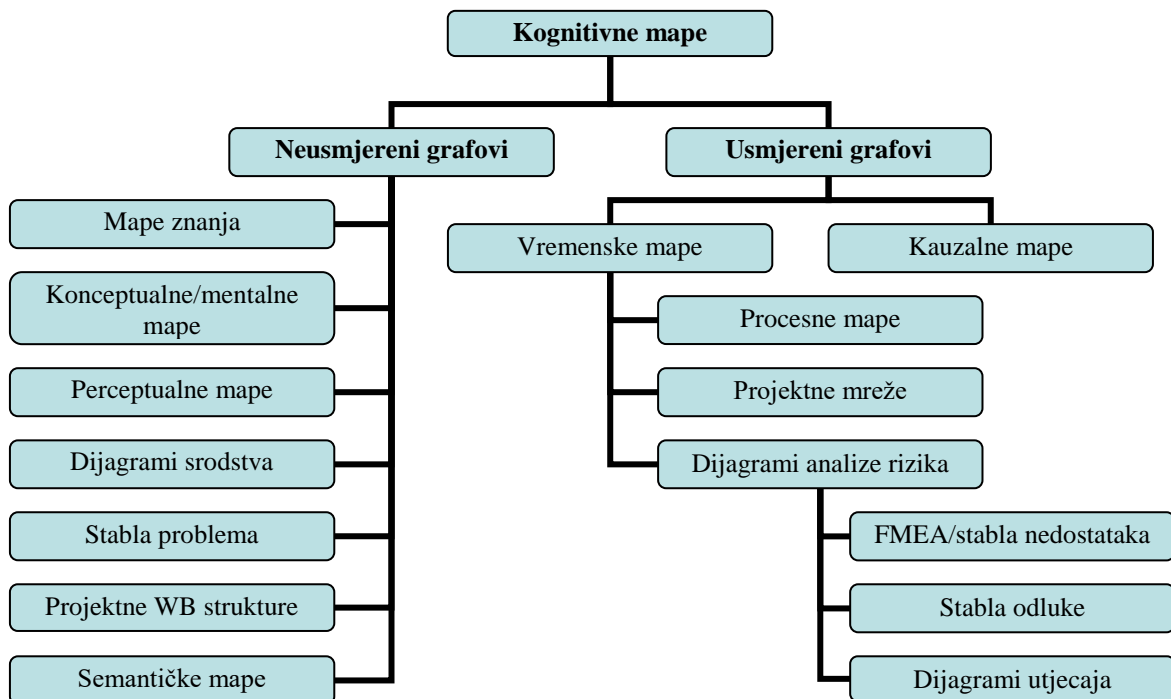 Kognitivne mape
Neusmjereni grafovi
Usmjereni grafovi
Mape znanja
Konceptualne/mentalne
mape
Perceptualne mape
Dijagrami srodstva
Stabla problema
Projektne WB strukture
Semantičke mape
Vremenske mape
Kauzalne mape
Procesne mape
Projektne mreže
Dijagrami analize rizika
FMEA/stabla nedostataka
Stabla odluke
Dijagrami utjecaja